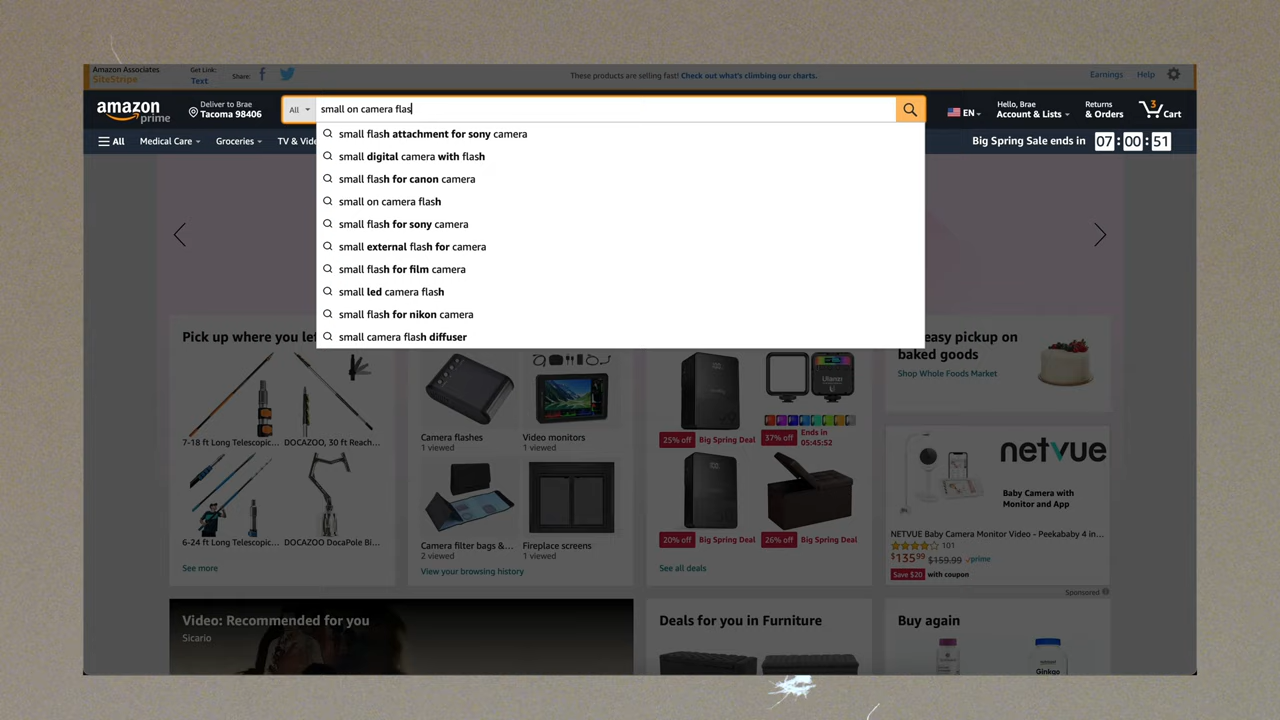 Amazon Associates
SiteStripe
Get Link:
Text
Share:
These products are selling fast! Check out what's climbing our charts.
Earnings
Help
amazon
prime
Deliver to Brae
Tacoma 98406
All
small on camera flas
EN
Hello, Brae
Account & Lists
Returns
& Orders
3
Cart
All
Medical Care
Groceries
TV & Vide
Big Spring Sale ends in 07:00:51
small flash attachment for sony camera
small digital camera with flash
small flash for canon camera
small on camera flash
small flash for sony camera
small external flash for camera
small flash for film camera
small led camera flash
small flash for nikon camera
small camera flash diffuser
Pick up where you le
7-18 ft Long Telescopic...
DOCAZOO, 30 ft Reach...
6-24 ft Long Telescopic...
DOCAZOO DocaPole Bi...
See more
Camera flashes
1 viewed
Video monitors
1 viewed
Camera filter bags &...
2 viewed
Fireplace screens
1 viewed
View your browsing history
Ulanzi
25% off
Big Spring Deal
37% off
Ends in
05:45:52
20% off
Big Spring Deal
26% off
Big Spring Deal
See all deals
easy pickup on
baked goods
Shop Whole Foods Market
netvue
Baby Camera with
Monitor and App
NETVUE Baby Camera Monitor Video - Peekababy 4 in...
101
$135.99
$159.99
prime
Save $20 with coupon
Sponsored
Video: Recommended for you
Sicario
Deals for you in Furniture
Buy again
Ginkgo